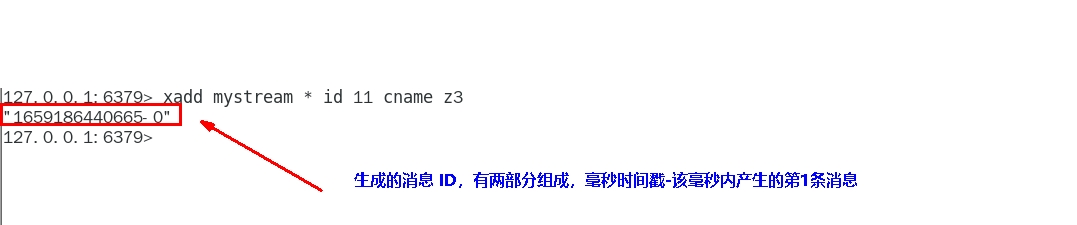 127.0.0.1:6379> xadd mystream * id 11 cname z3
"1659186440665-0"
127.0.0.1:6379>
生成的消息 ID，有两部分组成，毫秒时间戳-该毫秒内产生的第1条消息